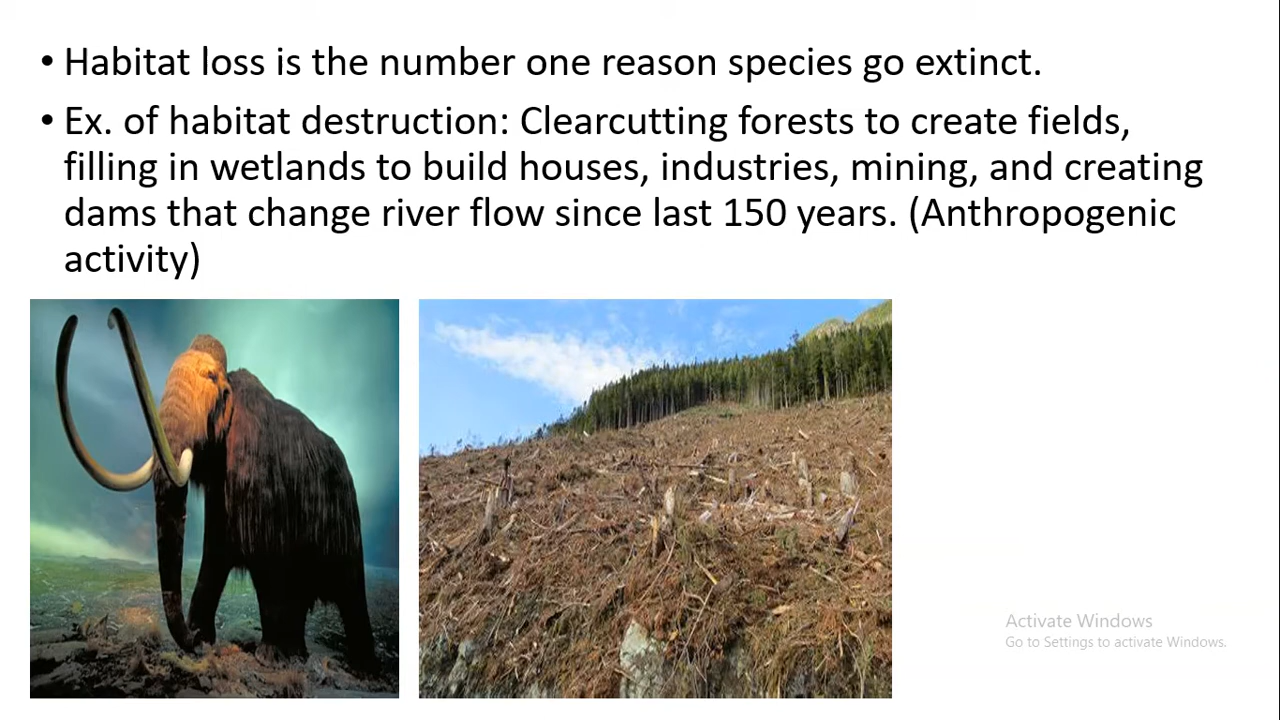 • Habitat loss is the number one reason species go extinct.
• Ex. of habitat destruction: Clearcutting forests to create fields,
filling in wetlands to build houses, industries, mining, and creating
dams that change river flow since last 150 years. (Anthropogenic
activity)
Activate Windows
Go to Settings to activate Windows.